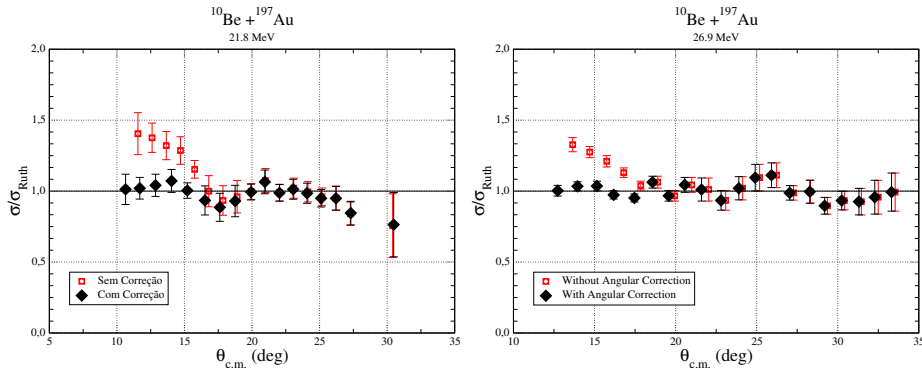 ¹⁰Be + ¹⁹⁷Au
21.8 MeV
2,0
1,5
1,0
0,5
0,0
σ/σRuth
Sem Correção
Com Correção
5 10 15 20 25 30 35
θc.m. (deg)
¹⁰Be + ¹⁹⁷Au
26.9 MeV
2,0
1,5
1,0
0,5
0,0
σ/σRuth
Without Angular Correction
With Angular Correction
10 15 20 25 30 35
θc.m. (deg)